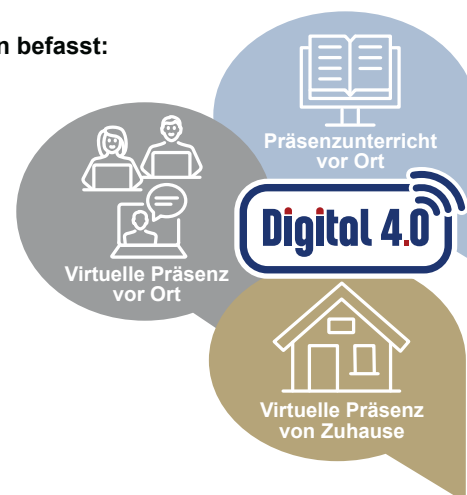 n befasst:
Präsenzunterricht
vor Ort
Digital 4.0
Virtuelle Präsenz
vor Ort
Virtuelle Präsenz
von Zuhause